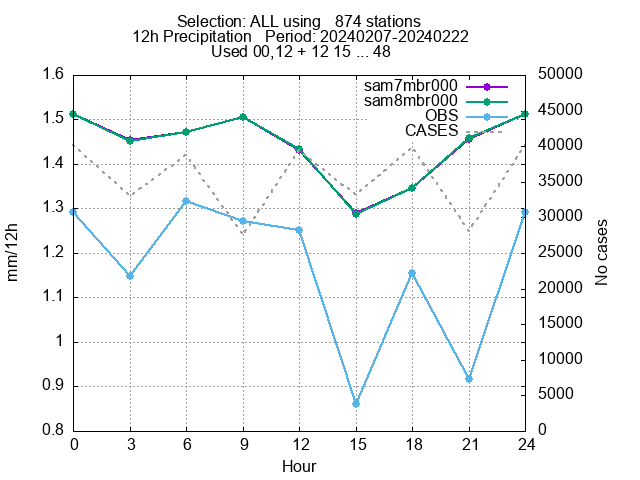 Selection: ALL using   874 stations
12h Precipitation   Period: 20240207-20240222
Used 00,12 + 12 15 ... 48
sam7mbr000
sam8mbr000
OBS
CASES
mm/12h
1.6
1.5
1.4
1.3
1.2
1.1
1
0.9
0.8
50000
45000
40000
35000
30000
25000
20000
15000
10000
5000
0
No cases
0 3 6 9 12 15 18 21 24
Hour